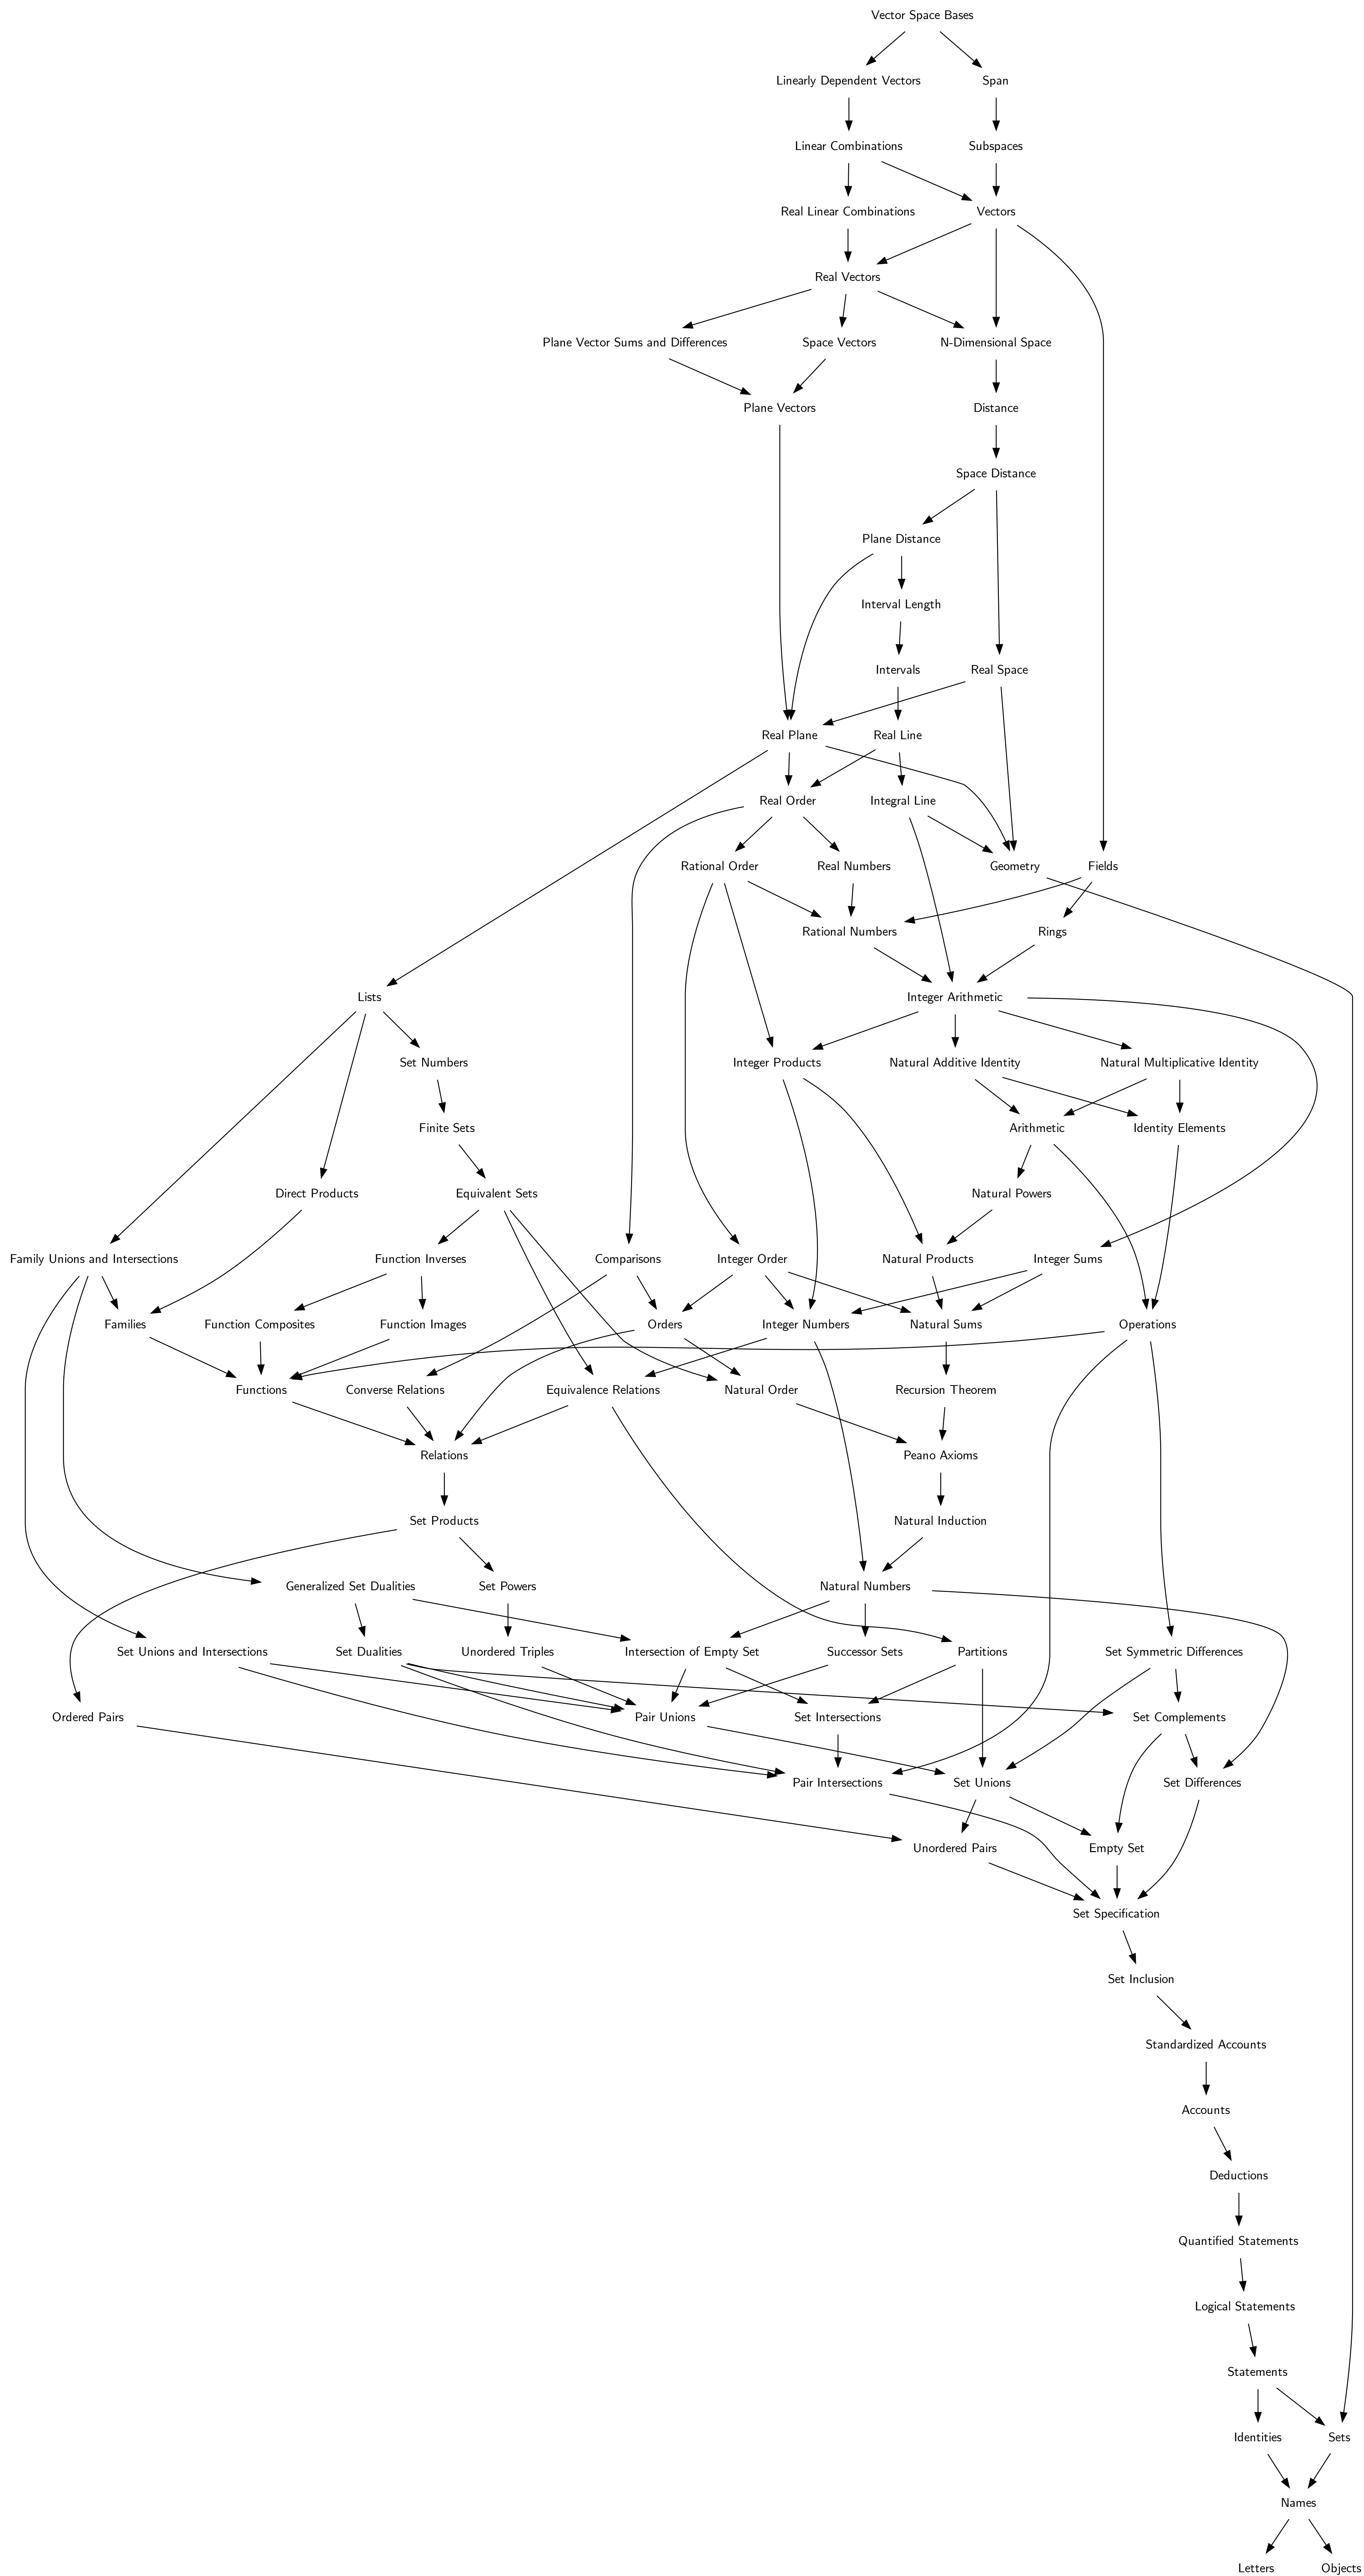 Vector Space Bases
Linearly Dependent Vectors
Span
Linear Combinations
Subspaces
Real Linear Combinations
Vectors
Real Vectors
Plane Vector Sums and Differences
Space Vectors
N-Dimensional Space
Plane Vectors
Distance
Space Distance
Plane Distance
Interval Length
Intervals
Real Space
Real Plane
Real Line
Real Order
Integral Line
Rational Order
Real Numbers
Geometry
Fields
Rational Numbers
Rings
Lists
Integer Arithmetic
Set Numbers
Integer Products
Natural Additive Identity
Natural Multiplicative Identity
Finite Sets
Arithmetic
Identity Elements
Direct Products
Equivalent Sets
Natural Powers
Family Unions and Intersections
Function Inverses
Comparisons
Integer Order
Natural Products
Integer Sums
Families
Function Composites
Function Images
Orders
Integer Numbers
Natural Sums
Operations
Functions
Converse Relations
Equivalence Relations
Natural Order
Recursion Theorem
Relations
Peano Axioms
Set Products
Natural Induction
Generalized Set Dualities
Set Powers
Natural Numbers
Set Unions and Intersections
Set Dualities
Unordered Triples
Intersection of Empty Set
Successor Sets
Partitions
Set Symmetric Differences
Ordered Pairs
Pair Unions
Set Intersections
Set Complements
Pair Intersections
Set Unions
Set Differences
Unordered Pairs
Empty Set
Set Specification
Set Inclusion
Standardized Accounts
Accounts
Deductions
Quantified Statements
Logical Statements
Statements
Identities
Sets
Names
Letters
Objects